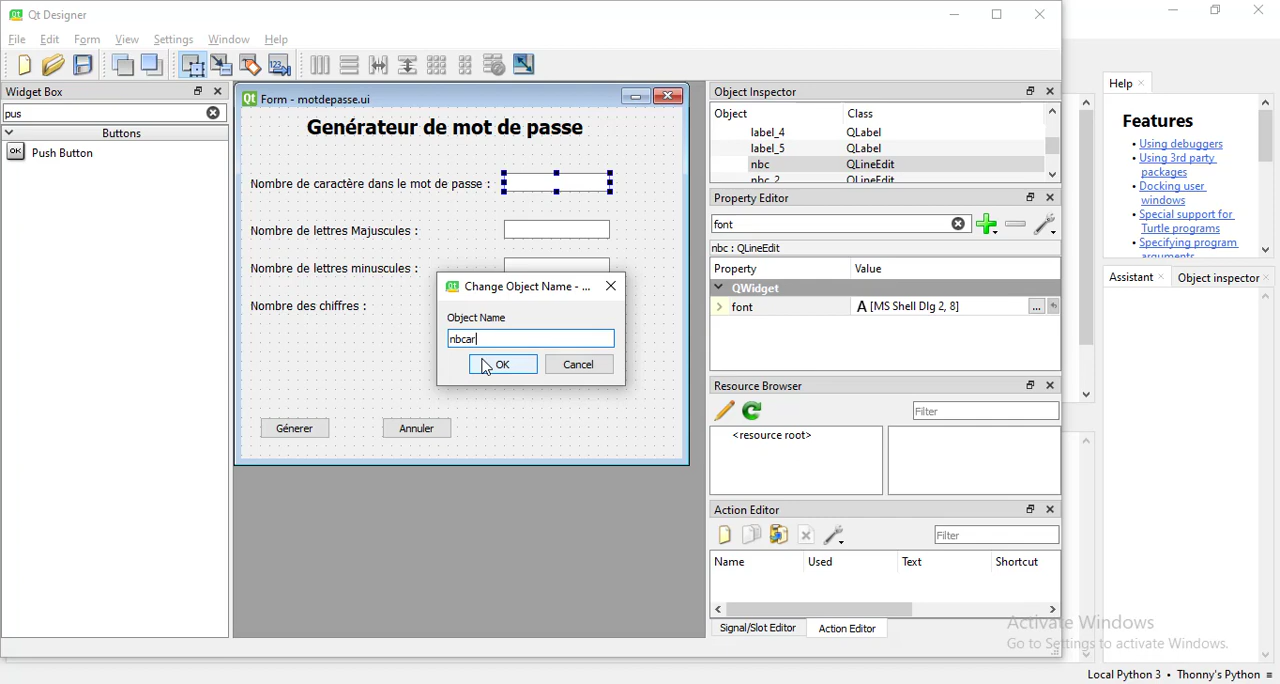 Qt Designer
File Edit Form View Settings Window Help
Widget Box
pus
Buttons
OK Push Button
Form - motdepasse.ui
Genérateur de mot de passe
Nombre de caractère dans le mot de passe :
Nombre de lettres Majuscules :
Nombre de lettres minuscules :
Nombre des chiffres :
Génerer Annuler
Change Object Name - ...
Object Name
nbcar
OK Cancel
Object Inspector
Object Class
label_4 QLabel
label_5 QLabel
nbc QLineEdit
nbc_2 QLineEdit
Property Editor
font
nbc : QLineEdit
Property Value
QWidget
font A [MS Shell Dlg 2, 8] ...
Resource Browser
Filter
<resource root>
Action Editor
Filter
Name Used Text Shortcut
Signal/Slot Editor Action Editor
Help
Features
• Using debuggers
• Using 3rd party
packages
• Docking user
windows
• Special support for
Turtle programs
• Specifying program
arguments
Assistant Object inspector
Activate Windows
Go to Settings to activate Windows.
Local Python 3 • Thonny's Python ≡